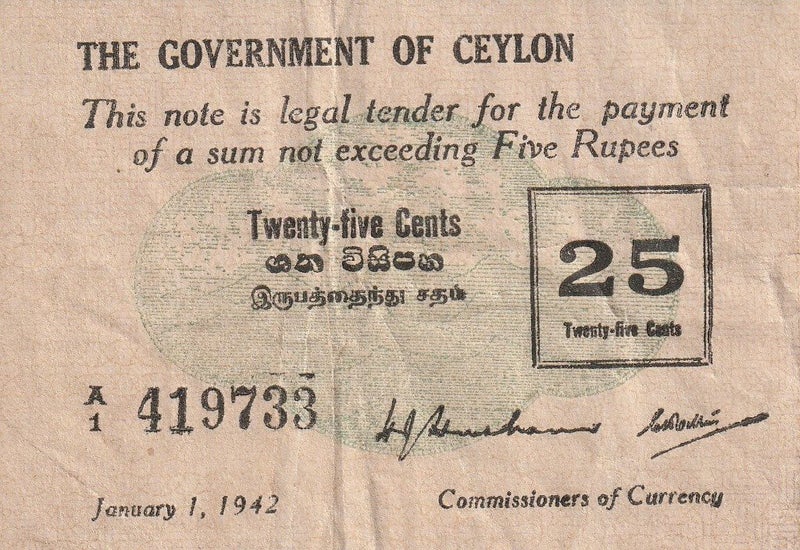 THE GOVERNMENT OF CEYLON
This note is legal tender for the payment
of a sum not exceeding Five Rupees
Twenty-five Cents
ශත විසිපහ
இருபத்தைந்து சதம்
25
Twenty-five Cents
A
1 419733
January 1, 1942
Commissioners of Currency